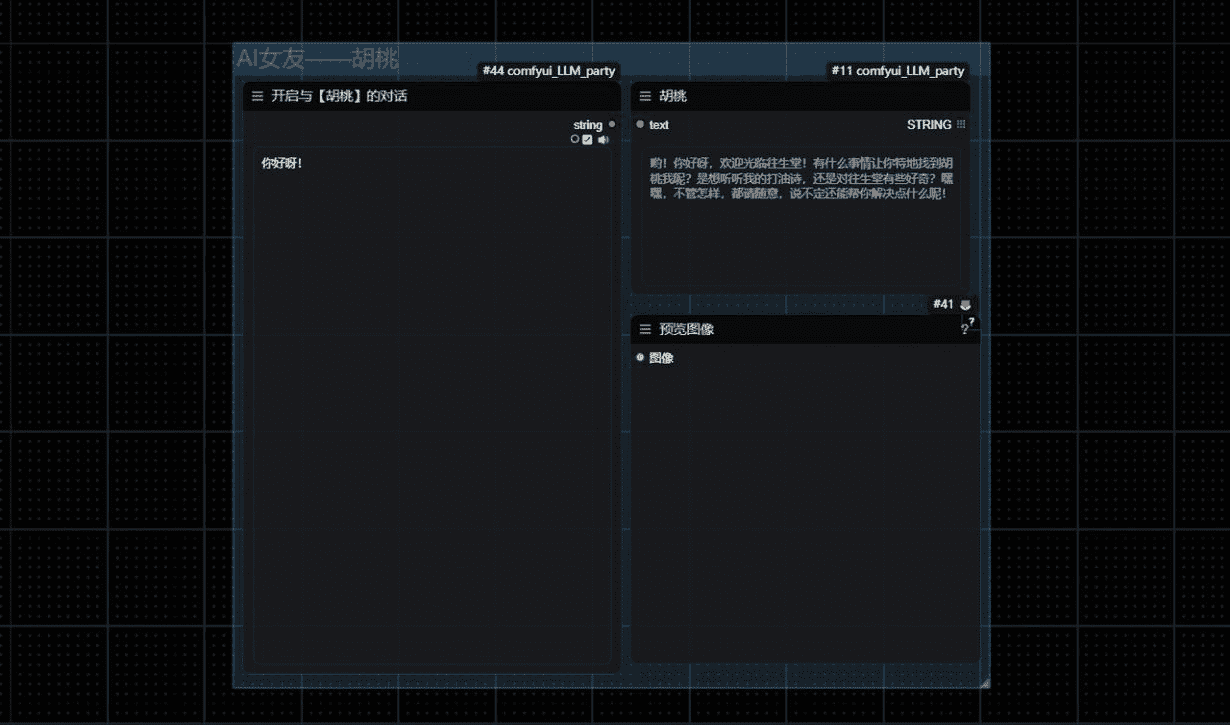 AI女友——胡桃
#44 comfyui_LLM_party
开启与【胡桃】的对话
string
你好呀！
#11 comfyui_LLM_party
胡桃
text
STRING
哟！你好呀，欢迎光临往生堂！有什么事情让你特地找到胡
桃我呢？是想听听我的打油诗，还是对往生堂有些好奇？嘿
嘿，不管怎样，都请随意，说不定还能帮你解决点什么呢！
#41
预览图像
?
?
图像